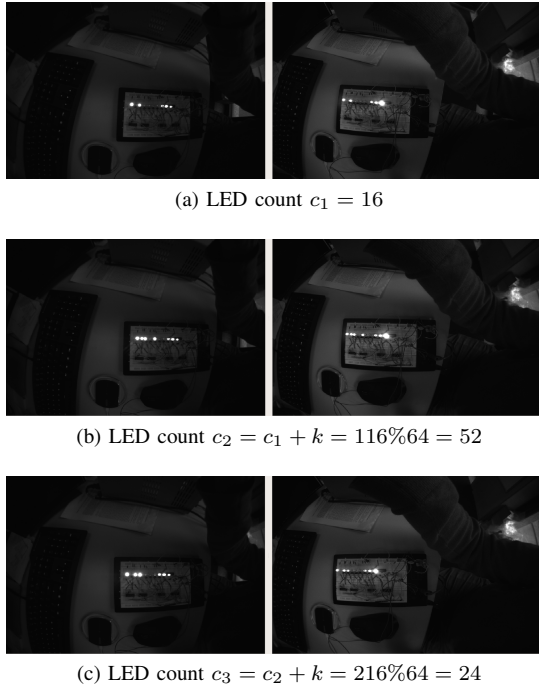 (a) LED count c₁ = 16
(b) LED count c₂ = c₁ + k = 116%64 = 52
(c) LED count c₃ = c₂ + k = 216%64 = 24